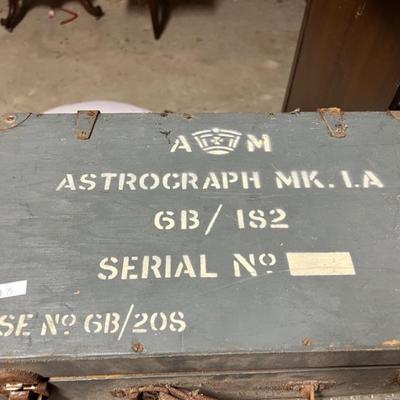 A M
ASTROGRAPH MK. I.A
6B/182
SERIAL Nº
SE Nº 6B/208